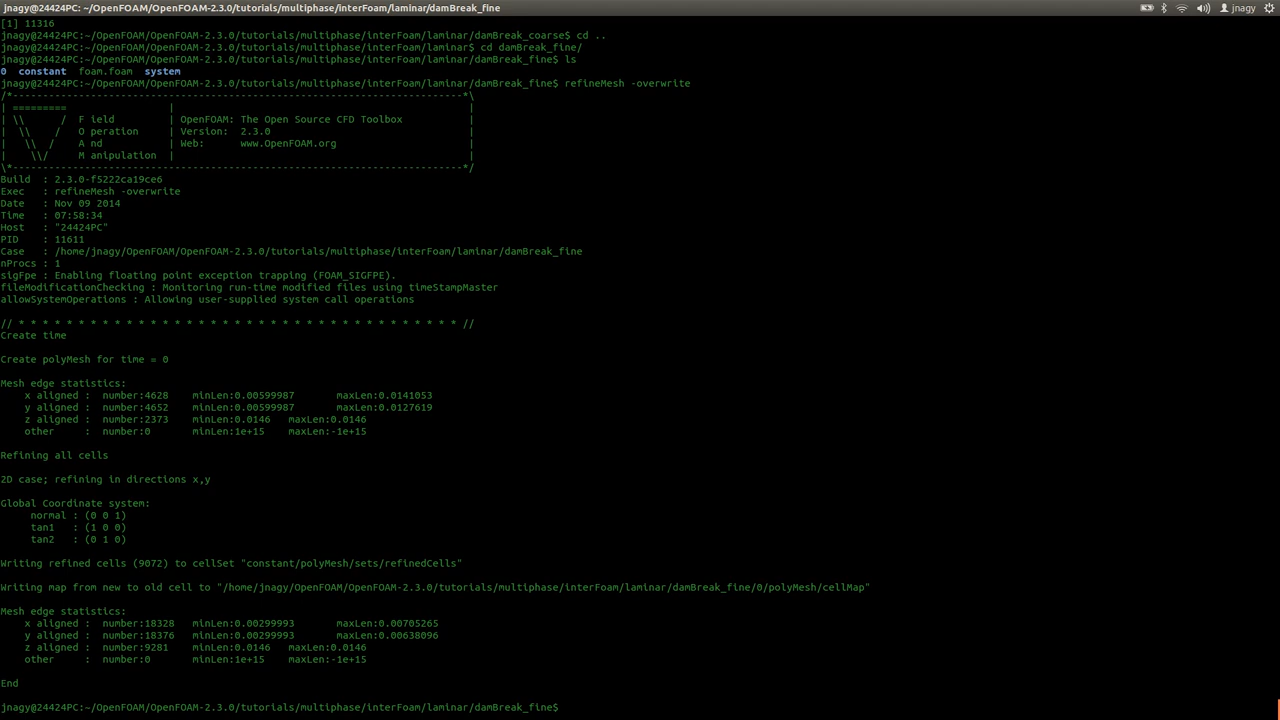 jnagy@24424PC: ~/OpenFOAM/OpenFOAM-2.3.0/tutorials/multiphase/interFoam/laminar/damBreak_fine
jnagy
[1] 11316
jnagy@24424PC:~/OpenFOAM/OpenFOAM-2.3.0/tutorials/multiphase/interFoam/laminar/damBreak_coarse$ cd ..
jnagy@24424PC:~/OpenFOAM/OpenFOAM-2.3.0/tutorials/multiphase/interFoam/laminar$ cd damBreak_fine/
jnagy@24424PC:~/OpenFOAM/OpenFOAM-2.3.0/tutorials/multiphase/interFoam/laminar/damBreak_fine$ ls
0  constant  foam.foam  system
jnagy@24424PC:~/OpenFOAM/OpenFOAM-2.3.0/tutorials/multiphase/interFoam/laminar/damBreak_fine$ refineMesh -overwrite
/*---------------------------------------------------------------------------*\
| =========                 |                                                 |
| \\      /  F ield         | OpenFOAM: The Open Source CFD Toolbox           |
|  \\    /   O peration     | Version:  2.3.0                                 |
|   \\  /    A nd           | Web:      www.OpenFOAM.org                      |
|    \\/     M anipulation  |                                                 |
\*---------------------------------------------------------------------------*/
Build  : 2.3.0-f5222ca19ce6
Exec   : refineMesh -overwrite
Date   : Nov 09 2014
Time   : 07:58:34
Host   : "24424PC"
PID    : 11611
Case   : /home/jnagy/OpenFOAM/OpenFOAM-2.3.0/tutorials/multiphase/interFoam/laminar/damBreak_fine
nProcs : 1
sigFpe : Enabling floating point exception trapping (FOAM_SIGFPE).
fileModificationChecking : Monitoring run-time modified files using timeStampMaster
allowSystemOperations : Allowing user-supplied system call operations
// * * * * * * * * * * * * * * * * * * * * * * * * * * * * * * * * * * * * * //
Create time
Create polyMesh for time = 0
Mesh edge statistics:
    x aligned :  number:4628    minLen:0.00599987       maxLen:0.0141053
    y aligned :  number:4652    minLen:0.00599987       maxLen:0.0127619
    z aligned :  number:2373    minLen:0.0146   maxLen:0.0146
    other     :  number:0       minLen:1e+15    maxLen:-1e+15
Refining all cells
2D case; refining in directions x,y
Global Coordinate system:
     normal : (0 0 1)
     tan1   : (1 0 0)
     tan2   : (0 1 0)
Writing refined cells (9072) to cellSet "constant/polyMesh/sets/refinedCells"
Writing map from new to old cell to "/home/jnagy/OpenFOAM/OpenFOAM-2.3.0/tutorials/multiphase/interFoam/laminar/damBreak_fine/0/polyMesh/cellMap"
Mesh edge statistics:
    x aligned :  number:18328   minLen:0.00299993       maxLen:0.00705265
    y aligned :  number:18376   minLen:0.00299993       maxLen:0.00638096
    z aligned :  number:9281    minLen:0.0146   maxLen:0.0146
    other     :  number:0       minLen:1e+15    maxLen:-1e+15
End
jnagy@24424PC:~/OpenFOAM/OpenFOAM-2.3.0/tutorials/multiphase/interFoam/laminar/damBreak_fine$